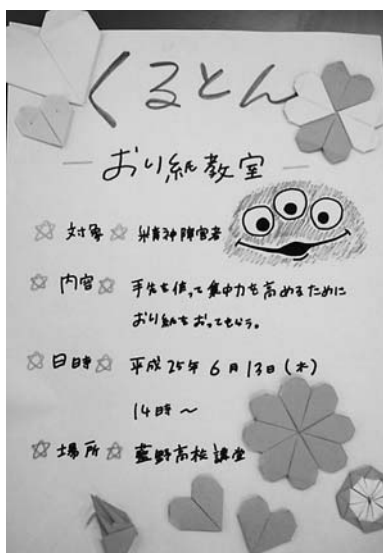 くるとん
おり紙教室
☆ 対象 ☆ 精神障害者
☆ 内容 ☆ 手先を使って集中力を高めるために
おり紙をおってもらう。
☆ 日時 ☆ 平成25年6月13日(木)
14時〜
☆ 場所 ☆ 藍野高校講堂